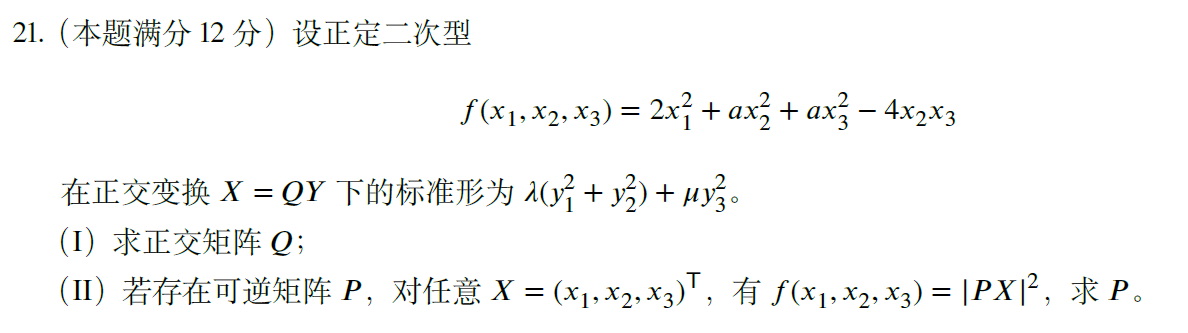 21.（本题满分 12 分）设正定二次型
f(x₁, x₂, x₃) = 2x₁² + ax₂² + ax₃² − 4x₂x₃
在正交变换 X = QY 下的标准形为 λ(y₁² + y₂²) + μy₃²。
（I）求正交矩阵 Q；
（II）若存在可逆矩阵 P，对任意 X = (x₁, x₂, x₃)ᵀ，有 f(x₁, x₂, x₃) = |PX|²，求 P。